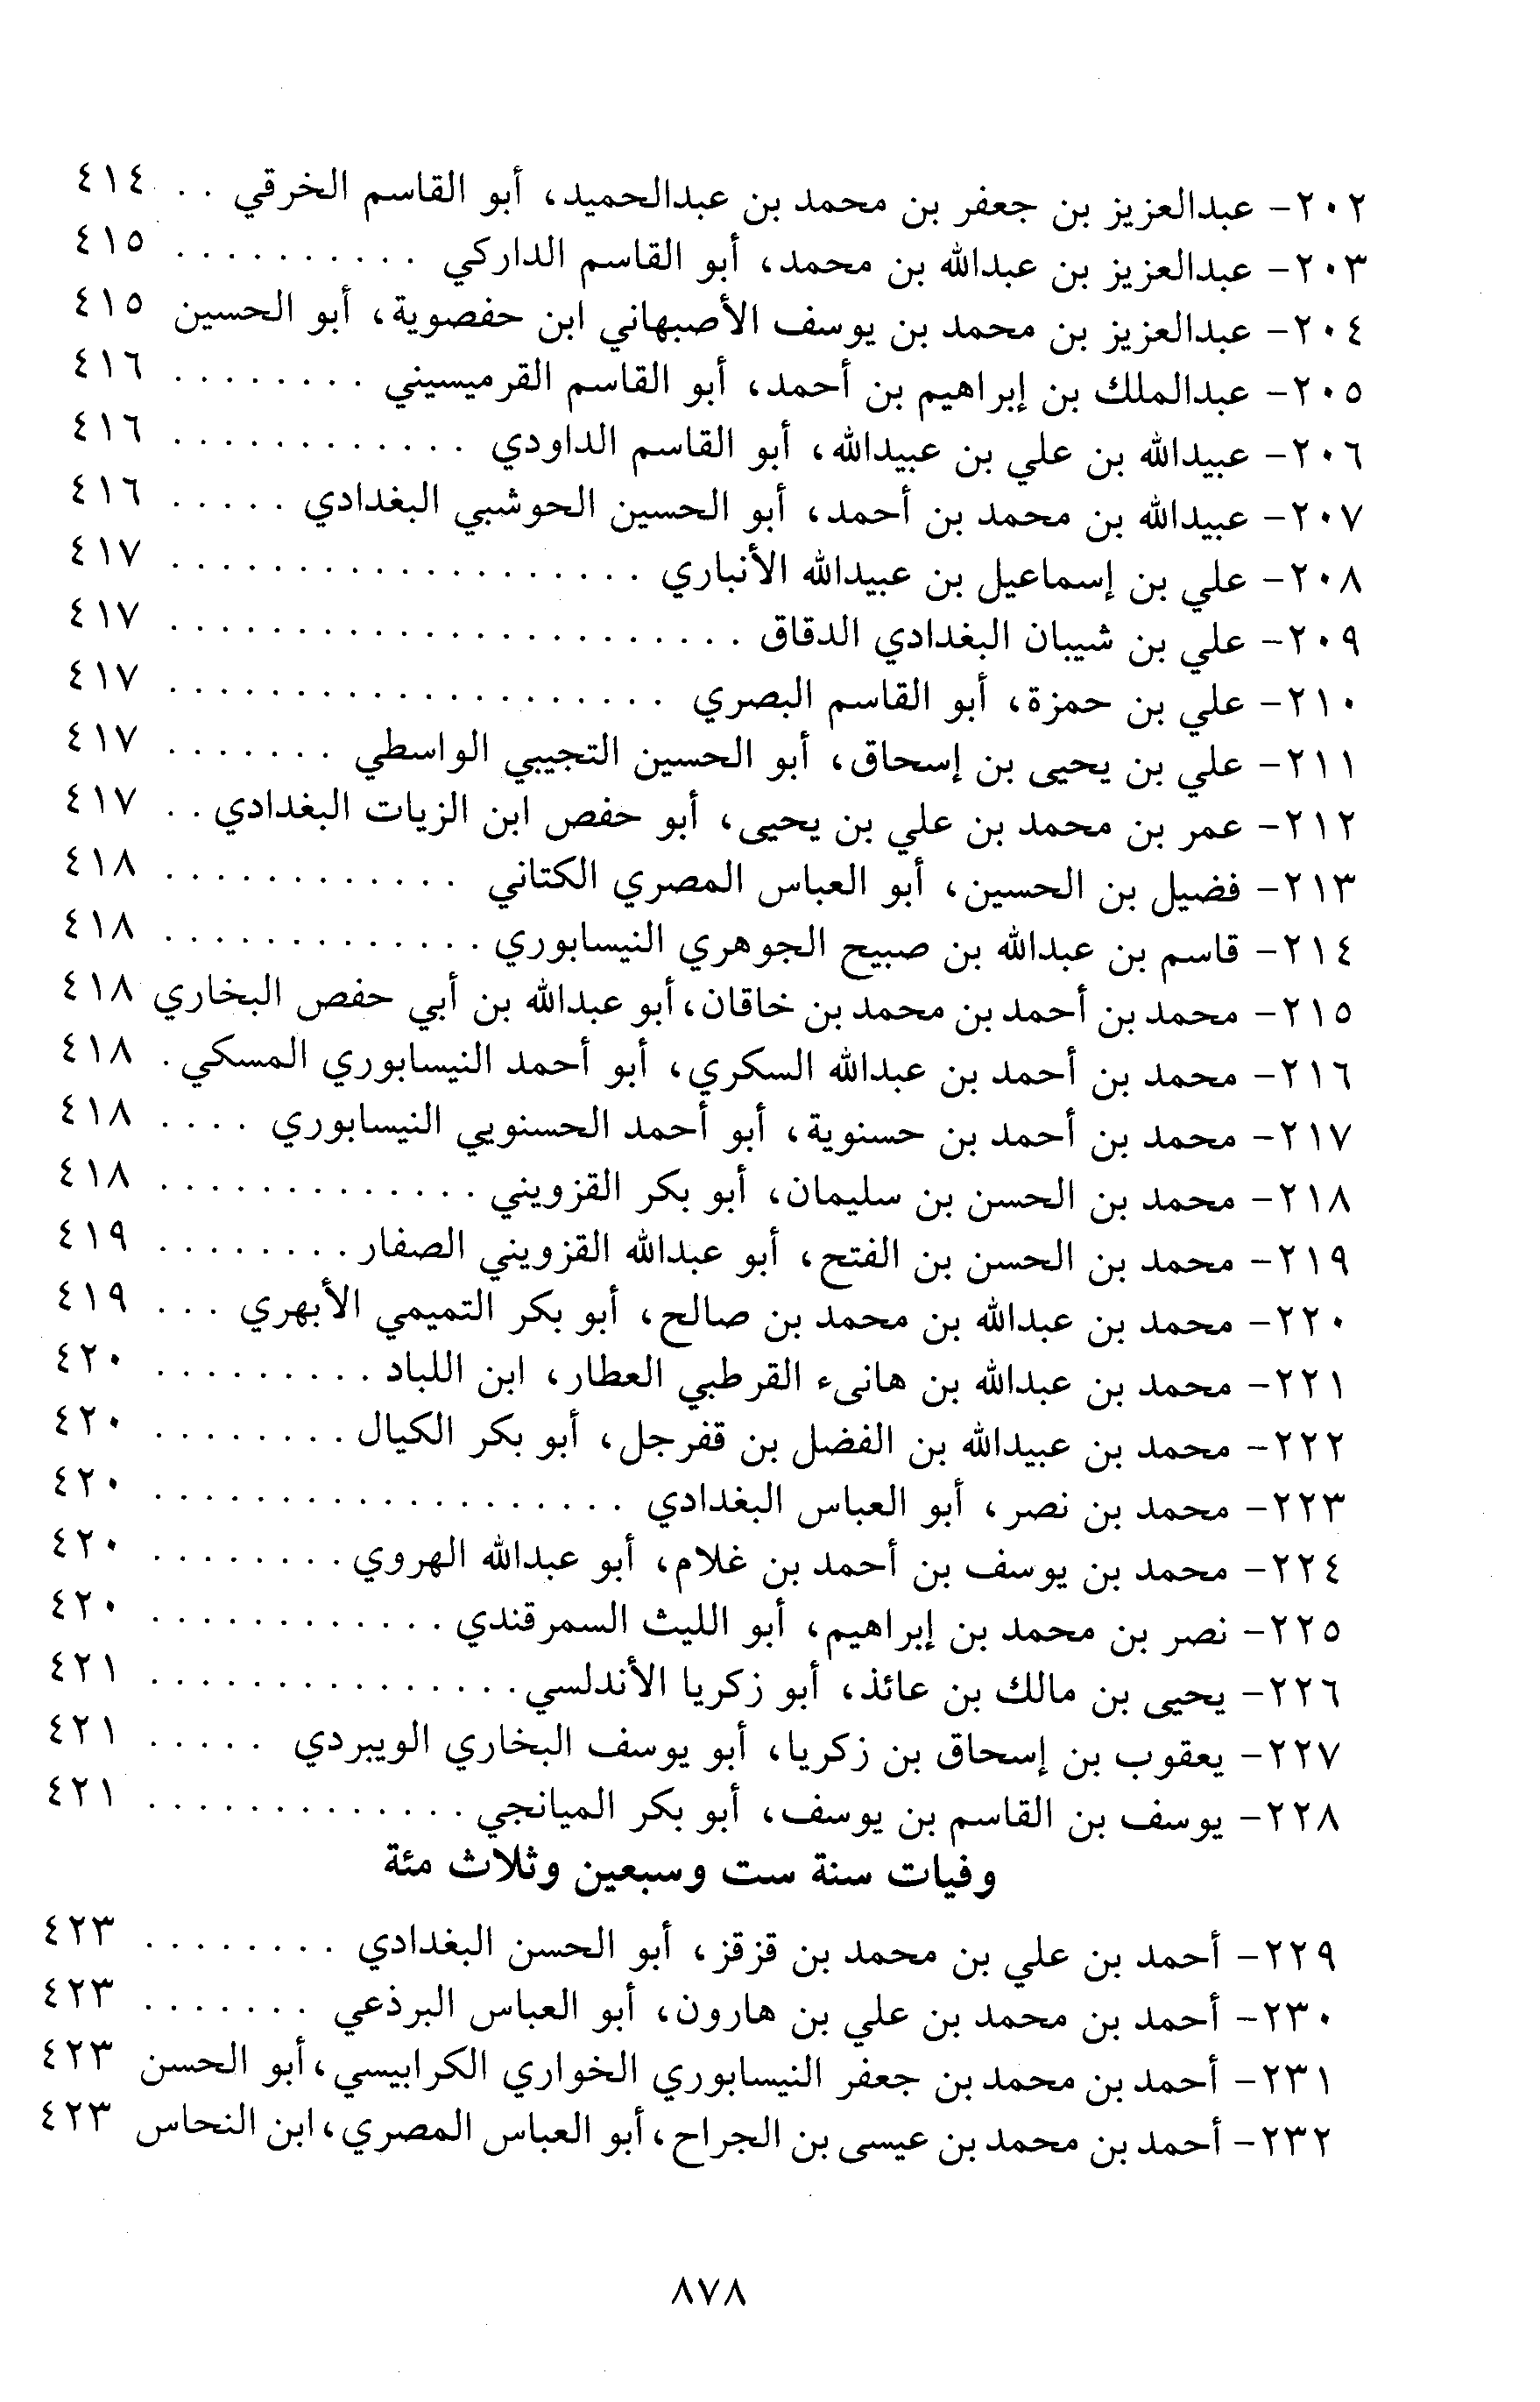 ٢٠٢- عبدالعزيز بن جعفر بن محمد بن عبدالحميد، أبو القاسم الخرقي . . ٤١٤
٢٠٣- عبدالعزيز بن عبدالله بن محمد، أبو القاسم الداركي . . . . . . . . . . ٤١٥
٢٠٤- عبدالعزيز بن محمد بن يوسف الأصبهاني ابن حفصوية، أبو الحسين ٤١٥
٢٠٥- عبدالملك بن إبراهيم بن أحمد، أبو القاسم القرميسيني . . . . . . . . ٤١٦
٢٠٦- عبيدالله بن علي بن عبيدالله، أبو القاسم الداودي . . . . . . . . . . . . ٤١٦
٢٠٧- عبيدالله بن محمد بن أحمد، أبو الحسين الحوشبي البغدادي . . . . . ٤١٦
٢٠٨- علي بن إسماعيل بن عبيدالله الأنباري . . . . . . . . . . . . . . . . . . . ٤١٧
٢٠٩- علي بن شيبان البغدادي الدقاق . . . . . . . . . . . . . . . . . . . . . . . ٤١٧
٢١٠- علي بن حمزة، أبو القاسم البصري . . . . . . . . . . . . . . . . . . . . ٤١٧
٢١١- علي بن يحيى بن إسحاق، أبو الحسين التجيبي الواسطي . . . . . . . ٤١٧
٢١٢- عمر بن محمد بن علي بن يحيى، أبو حفص ابن الزيات البغدادي . . ٤١٧
٢١٣- فضيل بن الحسين، أبو العباس المصري الكتاني . . . . . . . . . . . . ٤١٨
٢١٤- قاسم بن عبدالله بن صبيح الجوهري النيسابوري . . . . . . . . . . . . . ٤١٨
٢١٥- محمد بن أحمد بن محمد بن خاقان، أبو عبدالله بن أبي حفص البخاري ٤١٨
٢١٦- محمد بن أحمد بن عبدالله السكري، أبو أحمد النيسابوري المسكي . ٤١٨
٢١٧- محمد بن أحمد بن حسنوية، أبو أحمد الحسنويي النيسابوري . . . . ٤١٨
٢١٨- محمد بن الحسن بن سليمان، أبو بكر القزويني . . . . . . . . . . . . . ٤١٨
٢١٩- محمد بن الحسن بن الفتح، أبو عبدالله القزويني الصفار . . . . . . . . ٤١٩
٢٢٠- محمد بن عبدالله بن محمد بن صالح، أبو بكر التميمي الأبهري . . . ٤١٩
٢٢١- محمد بن عبدالله بن هانىء القرطبي العطار، ابن اللباد . . . . . . . . . ٤٢٠
٢٢٢- محمد بن عبيدالله بن الفضل بن قفرجل، أبو بكر الكيال . . . . . . . . ٤٢٠
٢٢٣- محمد بن نصر، أبو العباس البغدادي . . . . . . . . . . . . . . . . . . . ٤٢٠
٢٢٤- محمد بن يوسف بن أحمد بن غلام، أبو عبدالله الهروي . . . . . . . . ٤٢٠
٢٢٥- نصر بن محمد بن إبراهيم، أبو الليث السمرقندي . . . . . . . . . . . . ٤٢٠
٢٢٦- يحيى بن مالك بن عائذ، أبو زكريا الأندلسي . . . . . . . . . . . . . . . ٤٢١
٢٢٧- يعقوب بن إسحاق بن زكريا، أبو يوسف البخاري الويبردي . . . . . ٤٢١
٢٢٨- يوسف بن القاسم بن يوسف، أبو بكر الميانجي . . . . . . . . . . . . . ٤٢١
وفيات سنة ست وسبعين وثلاث مئة
٢٢٩- أحمد بن علي بن محمد بن قزقز، أبو الحسن البغدادي . . . . . . . . ٤٢٣
٢٣٠- أحمد بن محمد بن علي بن هارون، أبو العباس البرذعي . . . . . . . ٤٢٣
٢٣١- أحمد بن محمد بن جعفر النيسابوري الخواري الكرابيسي، أبو الحسن ٤٢٣
٢٣٢- أحمد بن محمد بن عيسى بن الجراح، أبو العباس المصري، ابن النحاس ٤٢٣
٨٧٨